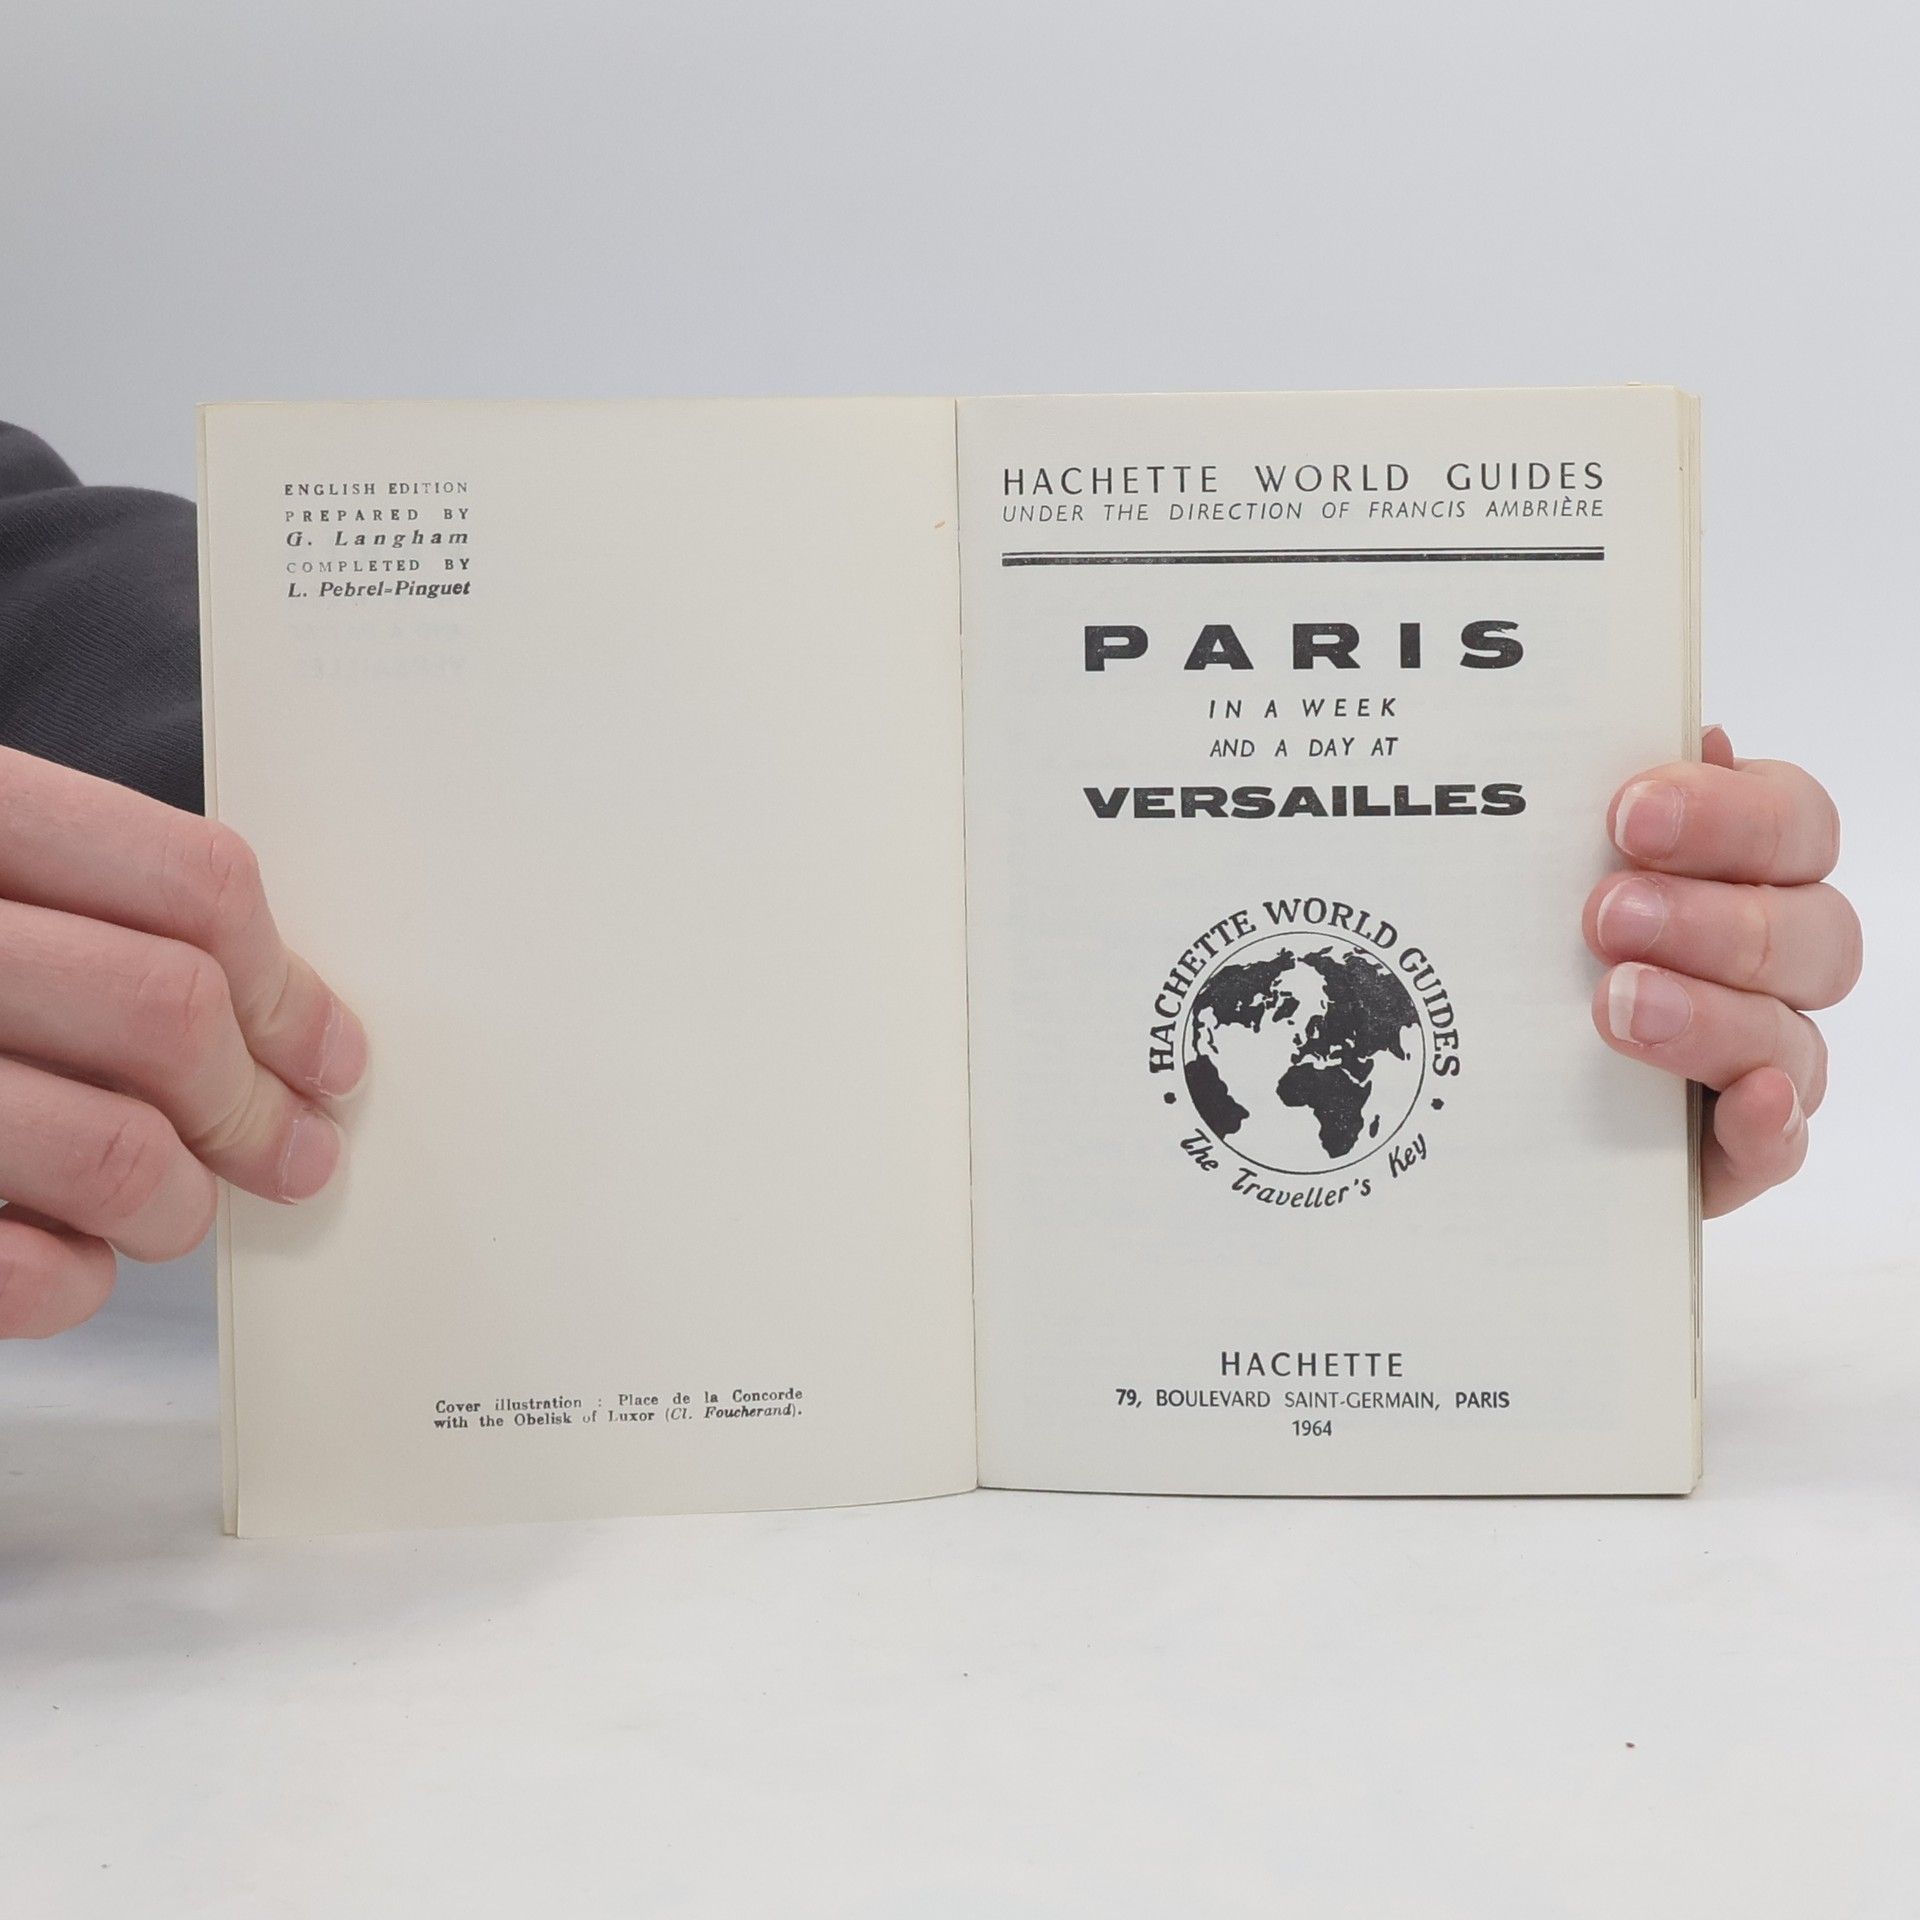 ENGLISH EDITION
PREPARED BY
G. Langham
COMPLETED BY
L. Pebrel-Pinguet
Cover illustration : Place de la Concorde
with the Obelisk of Luxor (Cl. Foucherand).
HACHETTE WORLD GUIDES
UNDER THE DIRECTION OF FRANCIS AMBRIÈRE
PARIS
IN A WEEK
AND A DAY AT
VERSAILLES
• HACHETTE WORLD GUIDES •
The Traveller's Key
HACHETTE
79, BOULEVARD SAINT-GERMAIN, PARIS
1964